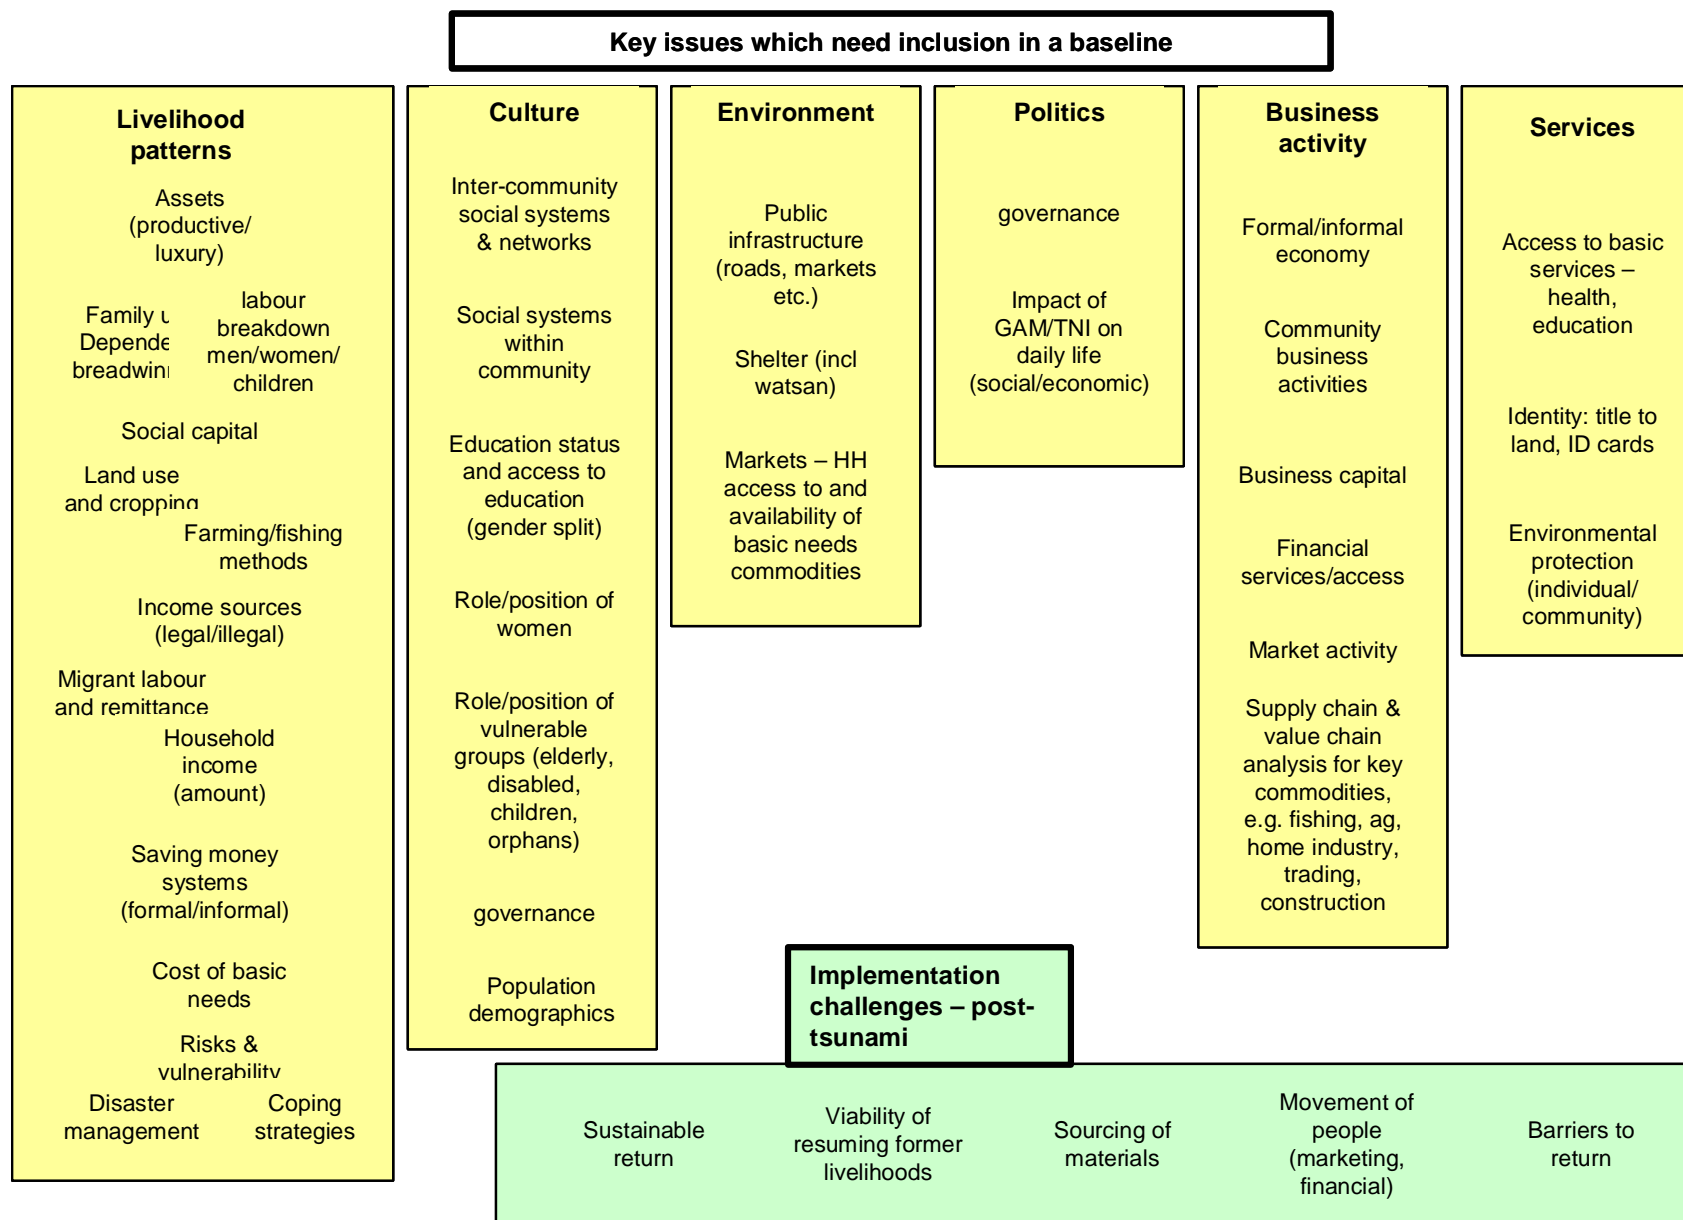 Key issues which need inclusion in a baseline
Livelihood
patterns
Assets
(productive/
luxury)
Family
labour
breakdown
men/women/
children
Social capital
Land use
and cropping
Farming/fishing
methods
Income sources
(legal/illegal)
Migrant labour
and remittance
Household
income
(amount)
Saving money
systems
(formal/informal)
Cost of basic
needs
Risks &
vulnerability
Disaster
management
Coping
strategies
Culture
Inter-community
social systems
& networks
Social systems
within
community
Education status
and access to
education
(gender split)
Role/position of
women
Role/position of
vulnerable
groups (elderly,
disabled,
children,
orphans)
governance
Population
demographics
Environment
Public
infrastructure
(roads, markets
etc.)
Shelter (incl
watsan)
Markets – HH
access to and
availability of
basic needs
commodities
Politics
governance
Impact of
GAM/TNI on
daily life
(social/economic)
Business
activity
Formal/informal
economy
Community
business
activities
Business capital
Financial
services/access
Market activity
Supply chain &
value chain
analysis for key
commodities,
e.g. fishing, ag,
home industry,
trading,
construction
Services
Access to basic
services –
health,
education
Identity: title to
land, ID cards
Environmental
protection
(individual/
community)
Implementation
challenges – post-
tsunami
Sustainable
return
Viability of
resuming former
livelihoods
Sourcing of
materials
Movement of
people
(marketing,
financial)
Barriers to
return